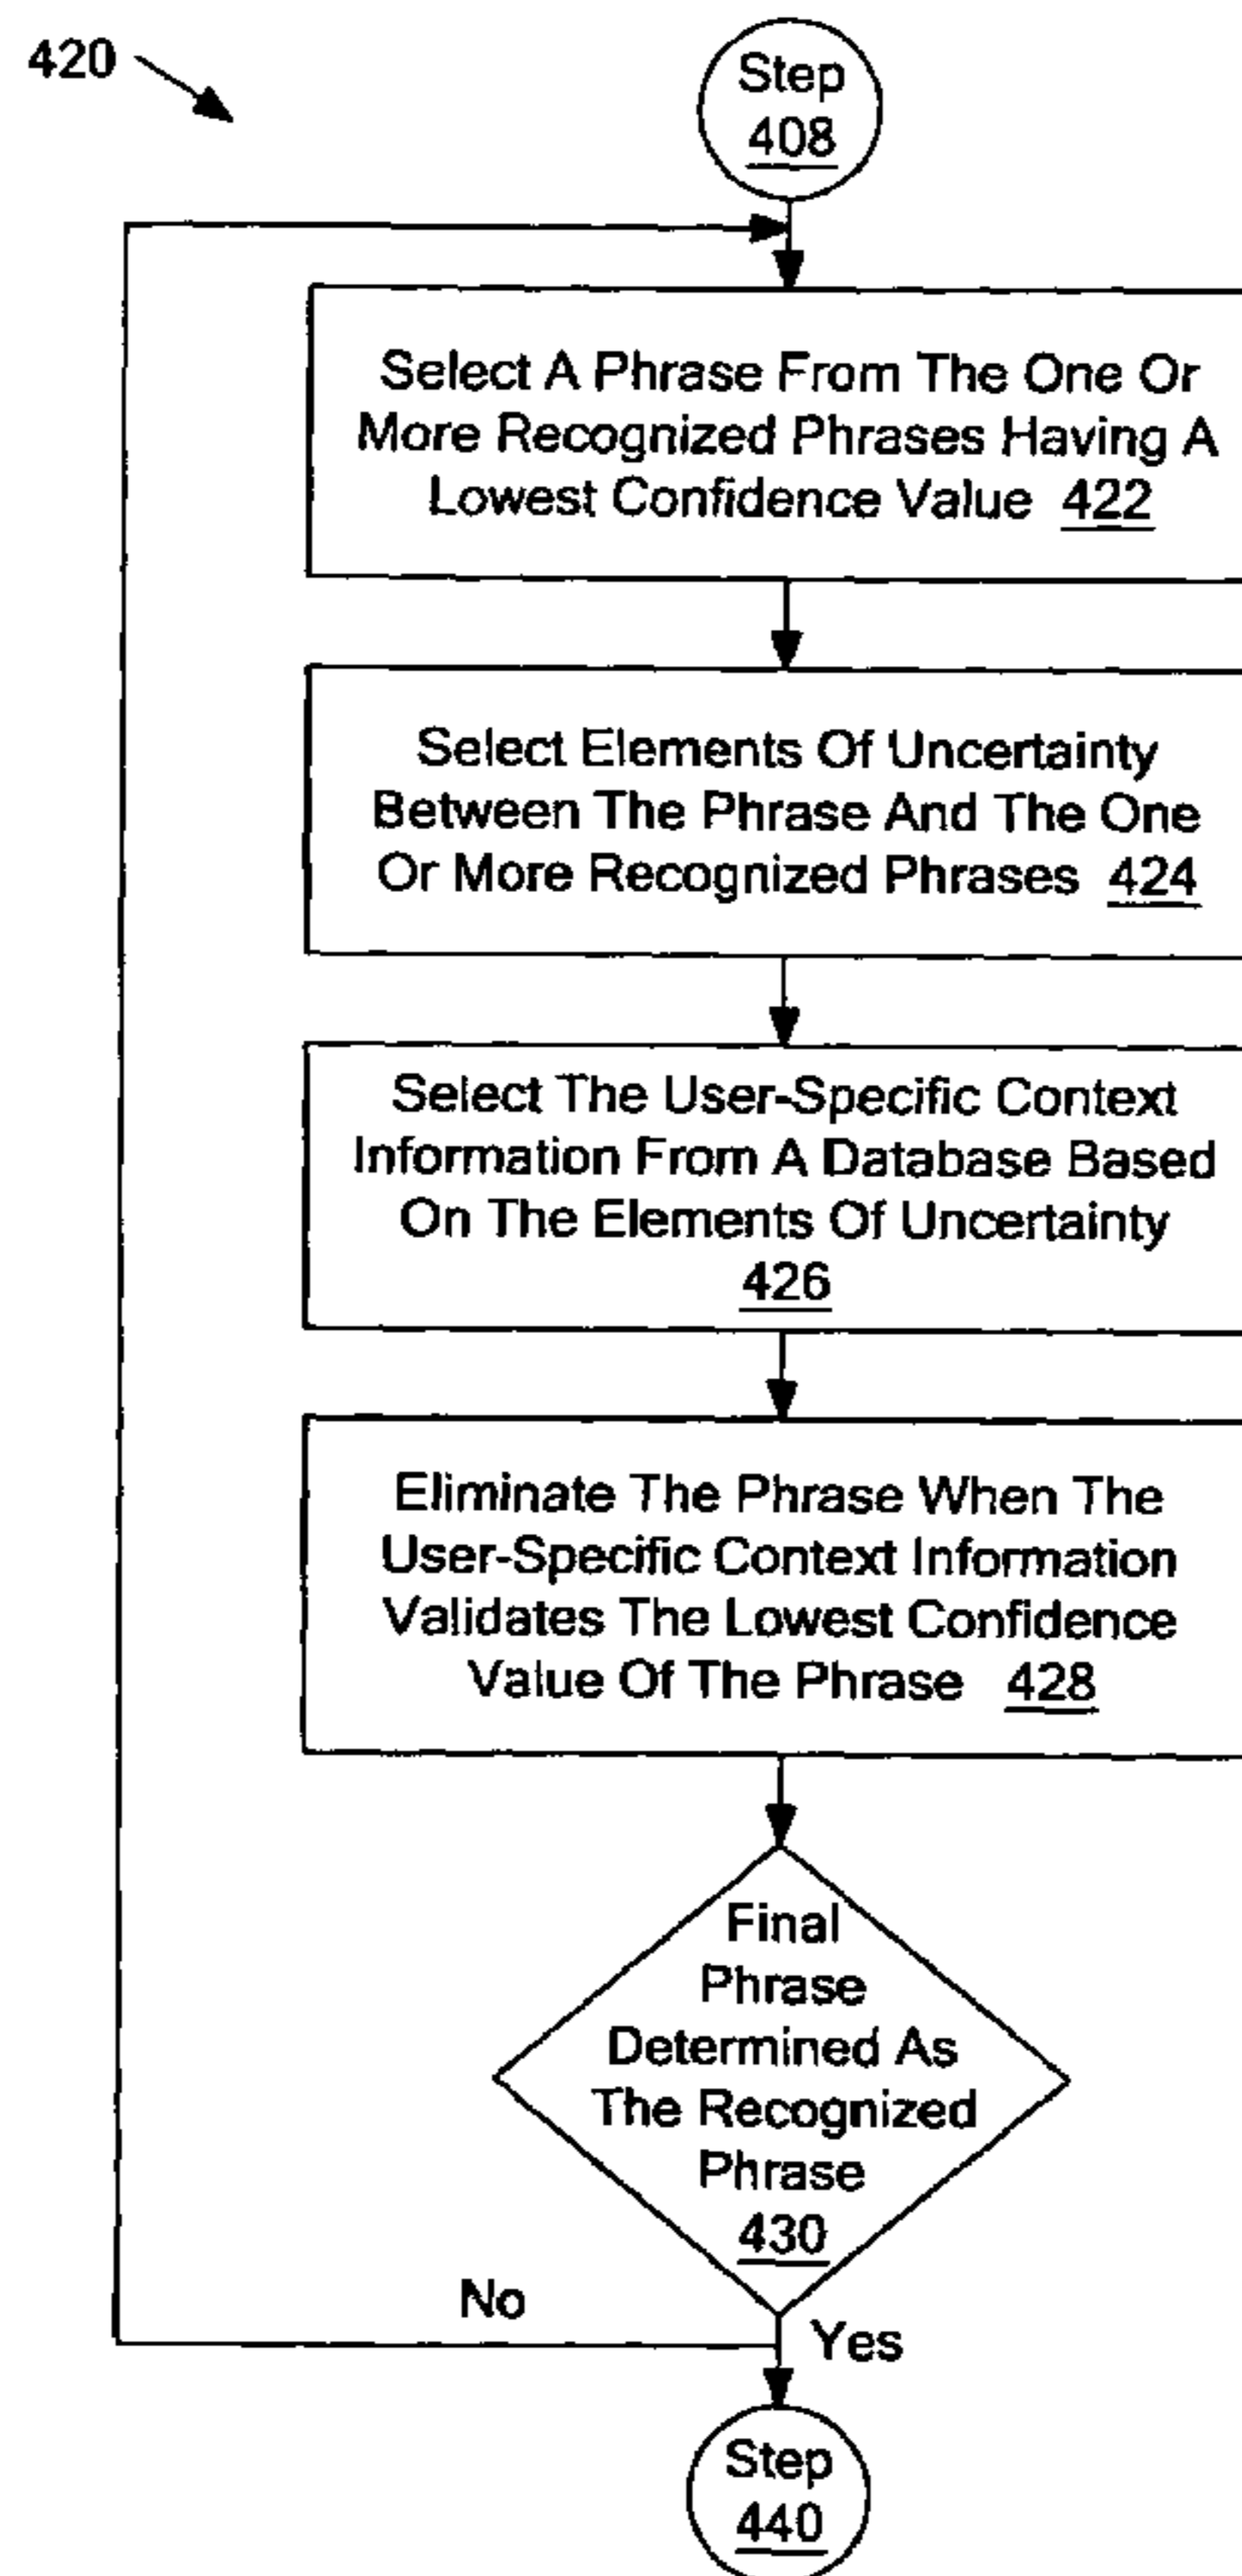 420
Step
408
Select A Phrase From The One Or
More Recognized Phrases Having A
Lowest Confidence Value 422
Select Elements Of Uncertainty
Between The Phrase And The One
Or More Recognized Phrases 424
Select The User-Specific Context
Information From A Database Based
On The Elements Of Uncertainty
426
Eliminate The Phrase When The
User-Specific Context Information
Validates The Lowest Confidence
Value Of The Phrase 428
Final
Phrase
Determined As
The Recognized
Phrase
430
No
Yes
Step
440